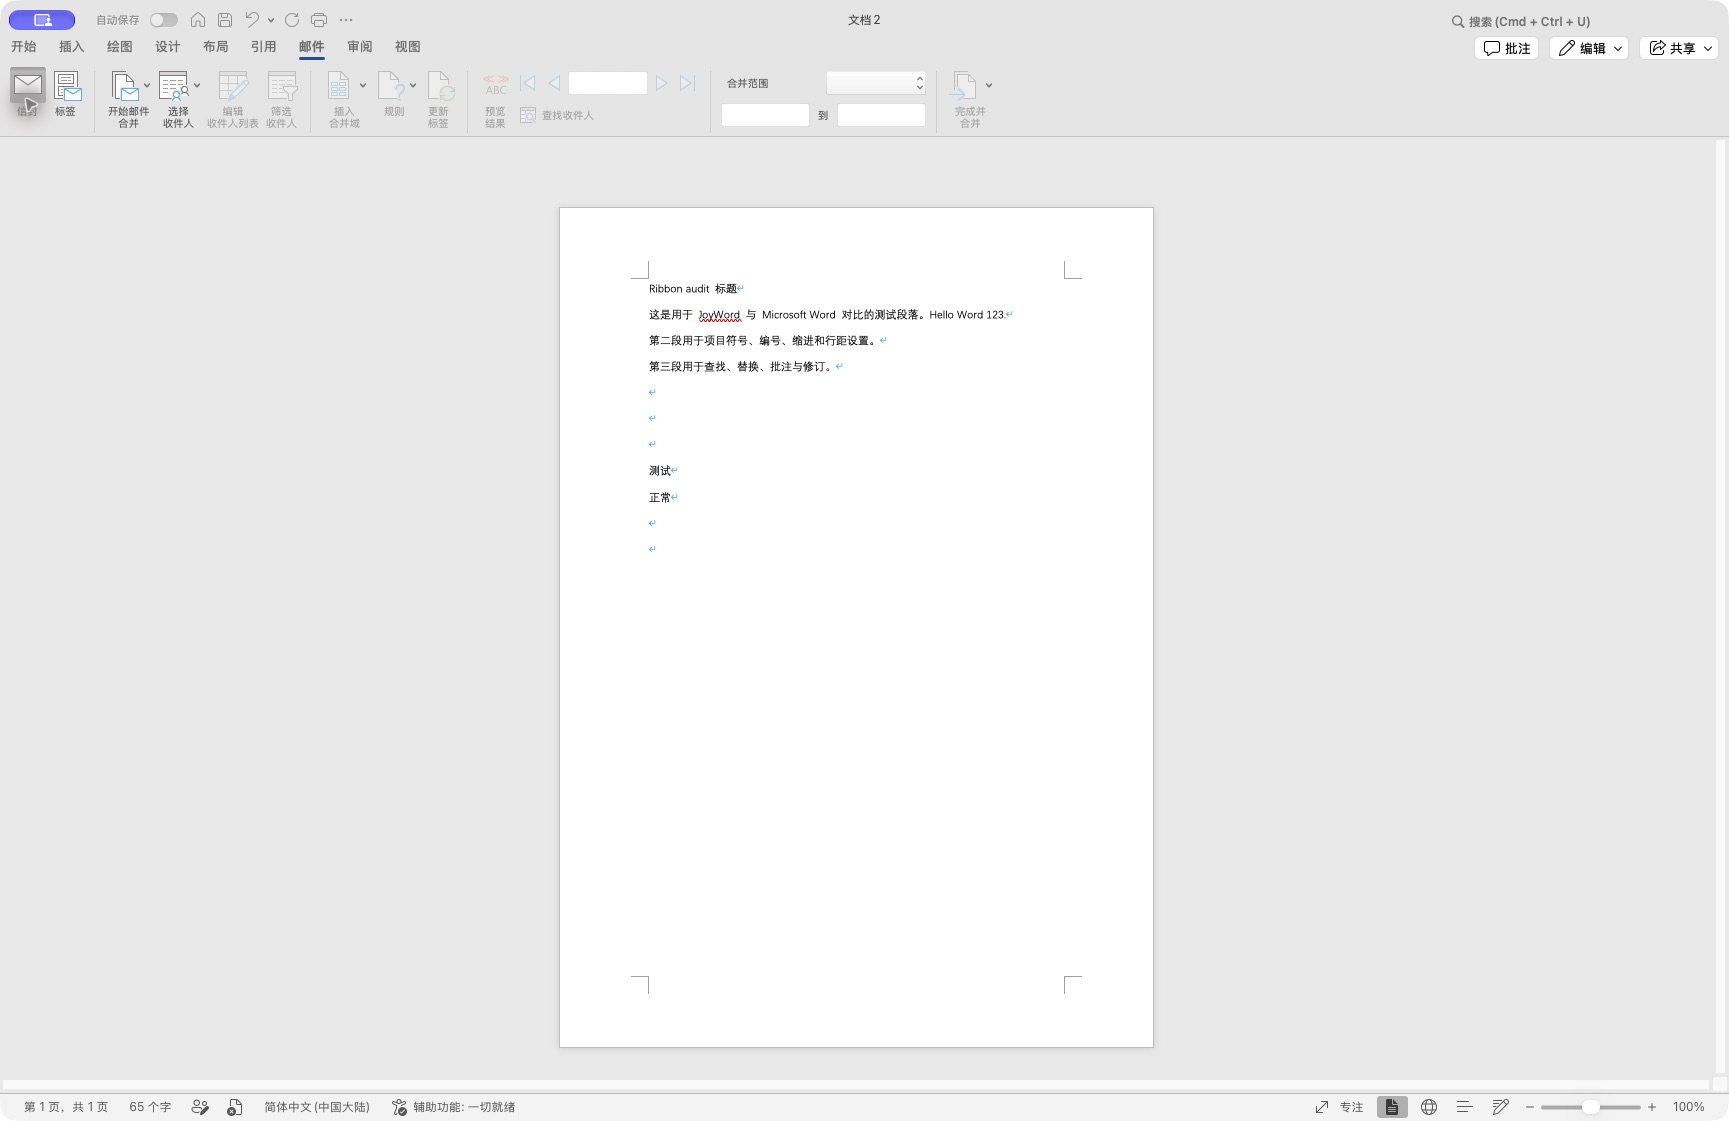 自动保存
文档 2
搜索 (Cmd + Ctrl + U)
开始 插入 绘图 设计 布局 引用 邮件 审阅 视图
批注 编辑 共享
信封
标签
开始邮件
合并
选择
收件人
编辑
收件人列表
筛选
收件人
插入
合并域
规则
更新
标签
ABC
预览
结果
查找收件人
合并范围
到
完成并
合并
Ribbon audit 标题
这是用于 JoyWord 与 Microsoft Word 对比的测试段落。Hello Word 123.
第二段用于项目符号、编号、缩进和行距设置。
第三段用于查找、替换、批注与修订。
测试
正常
第 1 页，共 1 页 65 个字 简体中文 (中国大陆) 辅助功能: 一切就绪 专注 100%